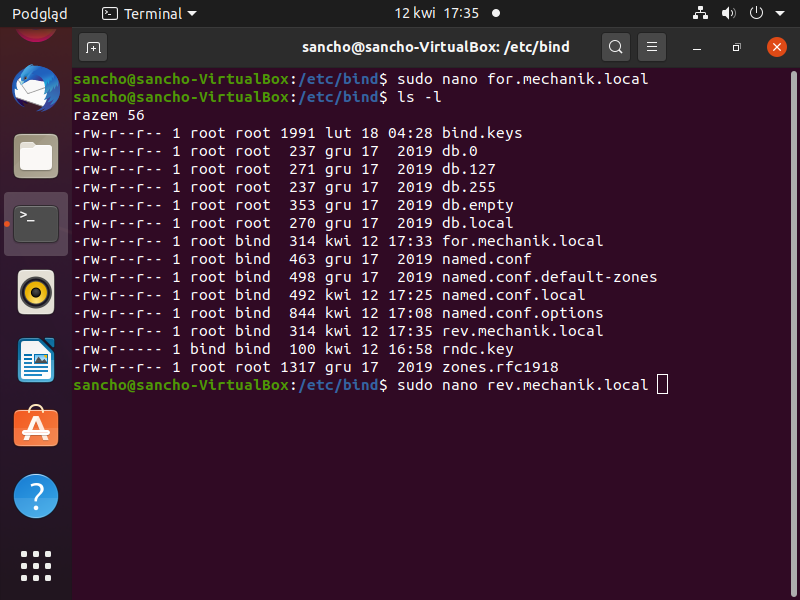 Podgląd Terminal 12 kwi 17:35
sancho@sancho-VirtualBox: /etc/bind
sancho@sancho-VirtualBox:/etc/bind$ sudo nano for.mechanik.local
sancho@sancho-VirtualBox:/etc/bind$ ls -l
razem 56
-rw-r--r-- 1 root root 1991 lut 18 04:28 bind.keys
-rw-r--r-- 1 root root  237 gru 17  2019 db.0
-rw-r--r-- 1 root root  271 gru 17  2019 db.127
-rw-r--r-- 1 root root  237 gru 17  2019 db.255
-rw-r--r-- 1 root root  353 gru 17  2019 db.empty
-rw-r--r-- 1 root root  270 gru 17  2019 db.local
-rw-r--r-- 1 root bind  314 kwi 12 17:33 for.mechanik.local
-rw-r--r-- 1 root bind  463 gru 17  2019 named.conf
-rw-r--r-- 1 root bind  498 gru 17  2019 named.conf.default-zones
-rw-r--r-- 1 root bind  492 kwi 12 17:25 named.conf.local
-rw-r--r-- 1 root bind  844 kwi 12 17:08 named.conf.options
-rw-r--r-- 1 root bind  314 kwi 12 17:35 rev.mechanik.local
-rw-r----- 1 bind bind  100 kwi 12 16:58 rndc.key
-rw-r--r-- 1 root root 1317 gru 17  2019 zones.rfc1918
sancho@sancho-VirtualBox:/etc/bind$ sudo nano rev.mechanik.local